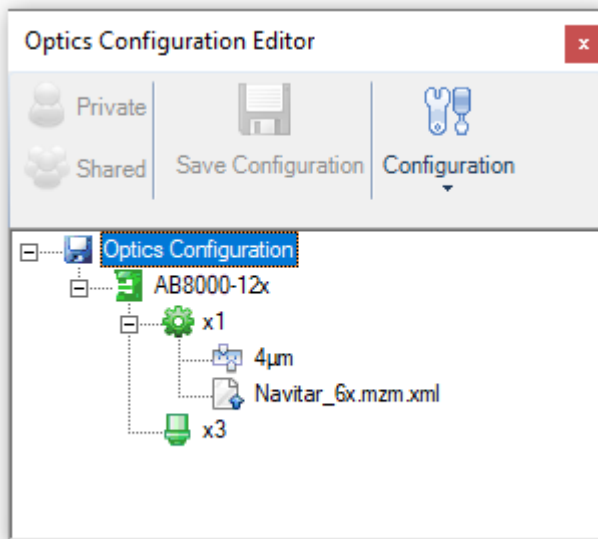 Optics Configuration Editor
x
Private
Shared
Save Configuration
Configuration
Optics Configuration
AB8000-12x
x1
4µm
Navitar_6x.mzm.xml
x3